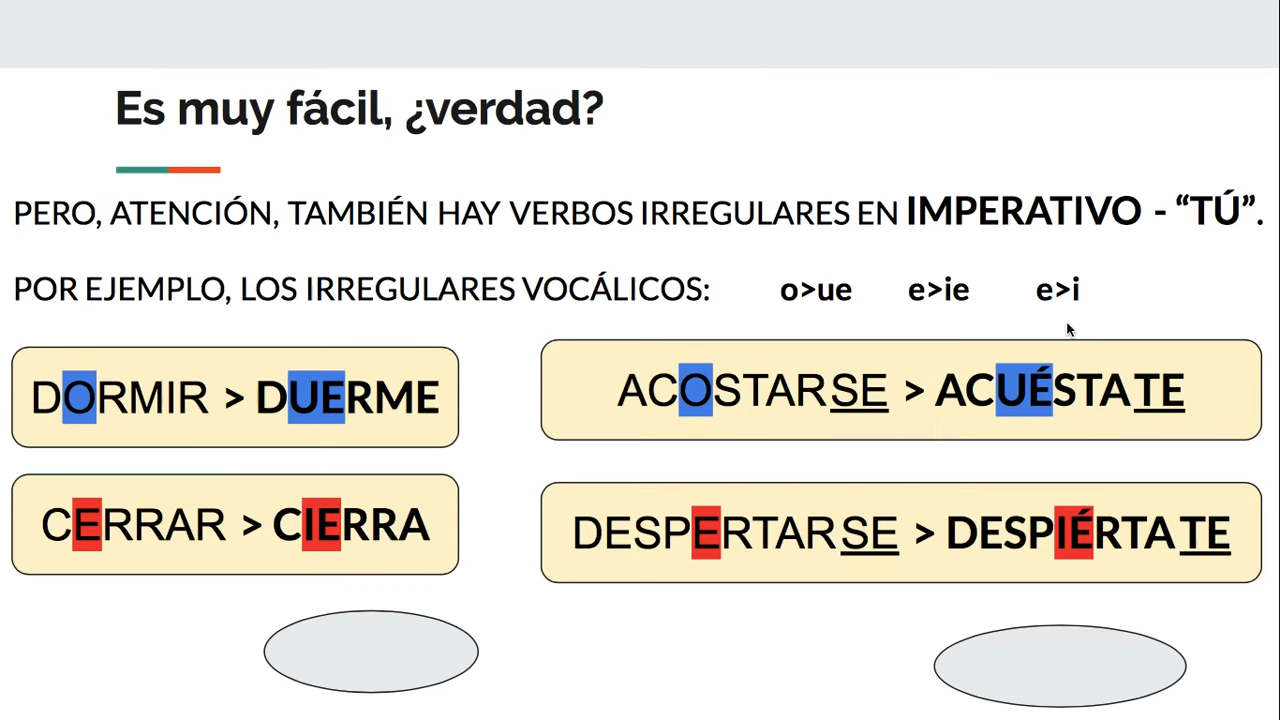 Es muy fácil, ¿verdad?
PERO, ATENCIÓN, TAMBIÉN HAY VERBOS IRREGULARES EN IMPERATIVO - “TÚ”.
POR EJEMPLO, LOS IRREGULARES VOCÁLICOS: o>ue e>ie e>i
DORMIR > DUERME
ACOSTARSE > ACUÉSTATE
CERRAR > CIERRA
DESPERTARSE > DESPIÉRTATE